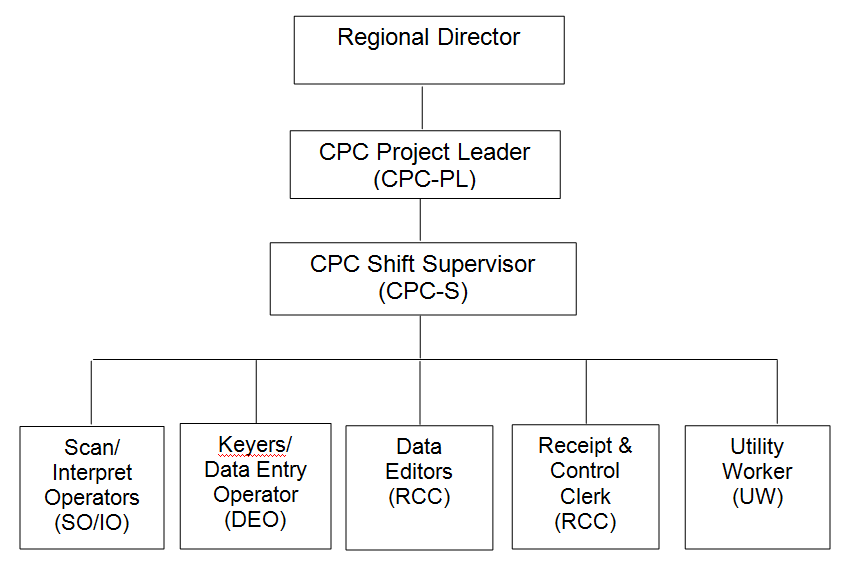 Regional Director
CPC Project Leader
(CPC-PL)
CPC Shift Supervisor
(CPC-S)
Scan/
Interpret
Operators
(SO/IO)
Keyers/
Data Entry
Operator
(DEO)
Data
Editors
(RCC)
Receipt &
Control
Clerk
(RCC)
Utility
Worker
(UW)